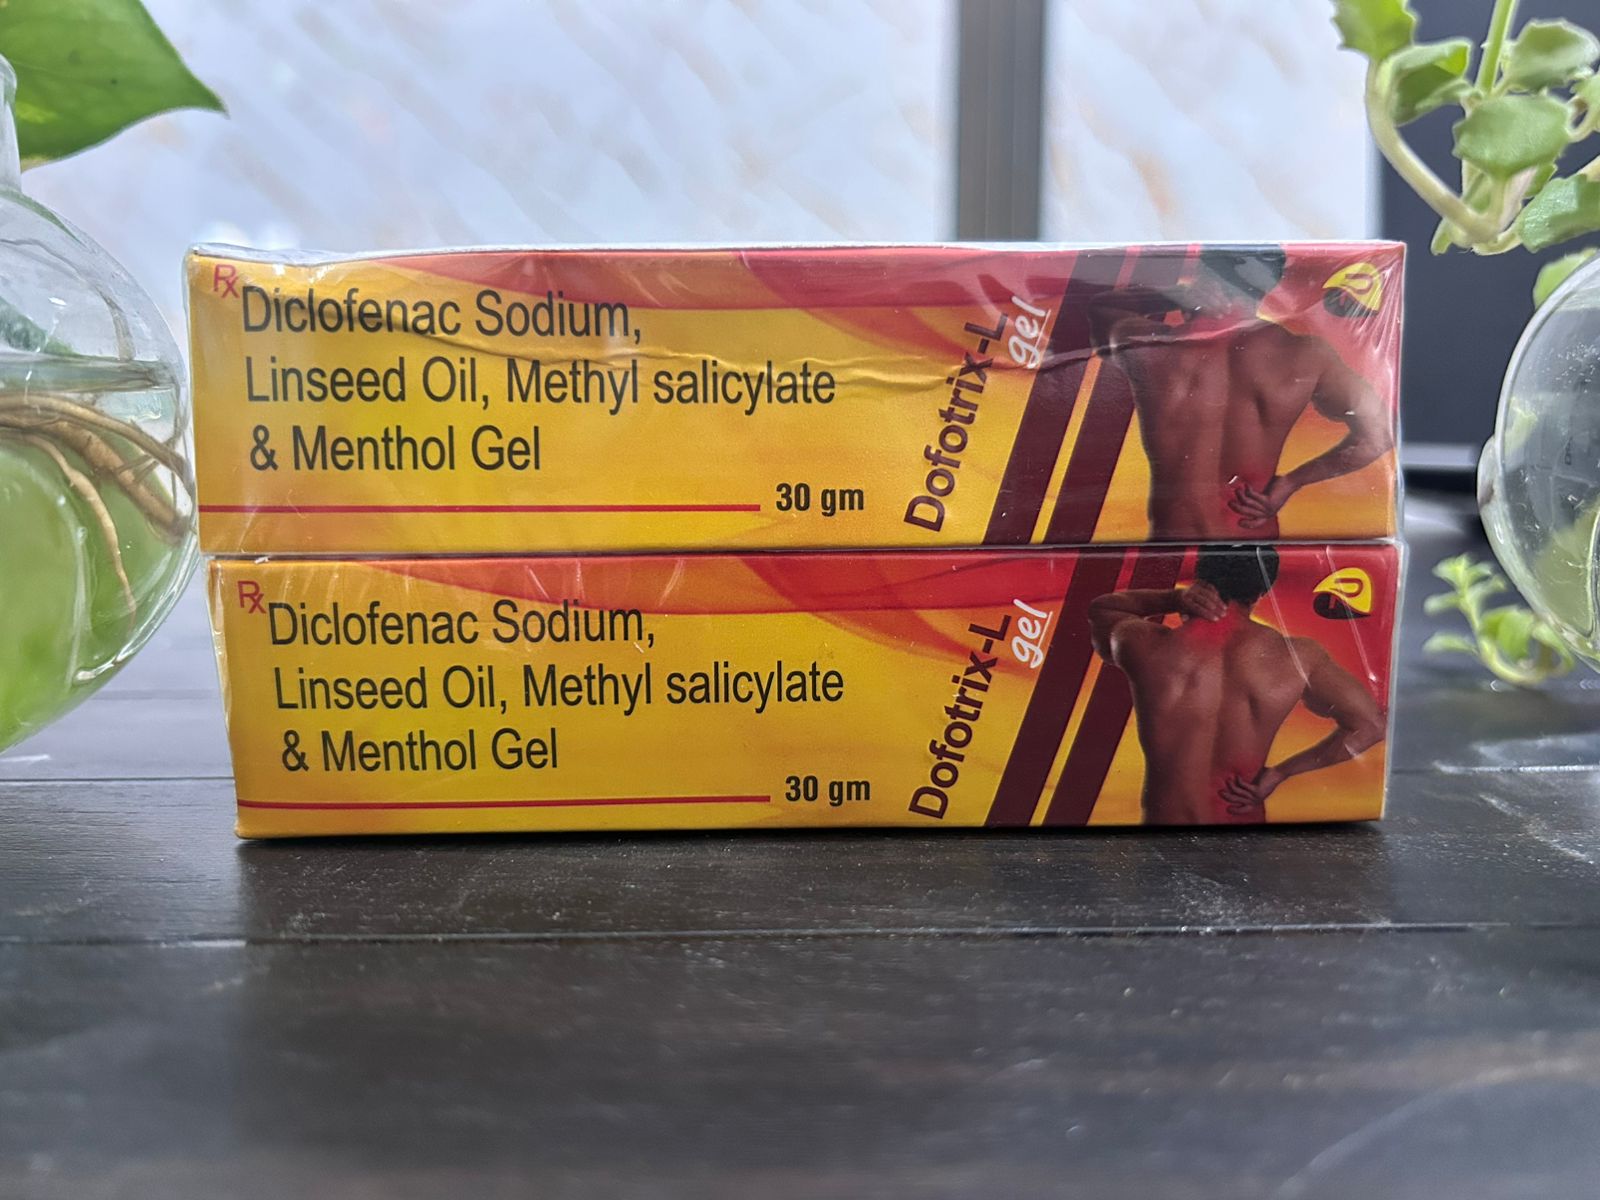 Rx
Diclofenac Sodium,
Linseed Oil, Methyl salicylate
& Menthol Gel
30 gm
Dofotrix-L
gel
Rx
Diclofenac Sodium,
Linseed Oil, Methyl salicylate
& Menthol Gel
30 gm
Dofotrix-L
gel